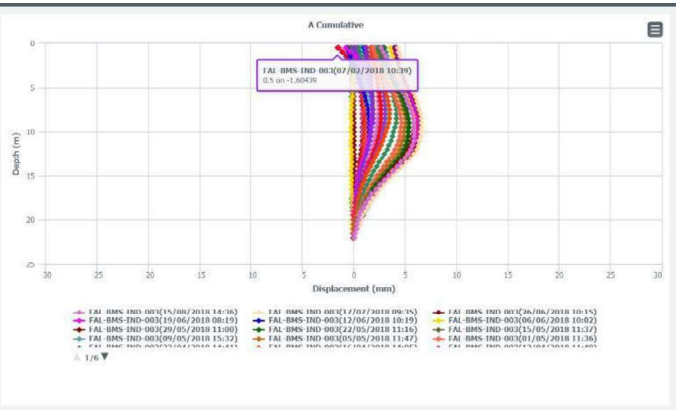 A Cumulative
FAL-BMS-IND-003(07/02/2018 10:39)
0.5 on -1.60439
Depth (m)
0
5
10
15
20
25
30 25 20 15 10 5 0 5 10 15 20 25 30
Displacement (mm)
FAL-BMS-IND-003(15/08/2018 14:36) FAL-BMS-IND-003(17/07/2018 09:35) FAL-BMS-IND-003(26/06/2018 10:15)
FAL-BMS-IND-003(19/06/2018 08:19) FAL-BMS-IND-003(12/06/2018 10:19) FAL-BMS-IND-003(06/06/2018 10:02)
FAL-BMS-IND-003(29/05/2018 11:00) FAL-BMS-IND-003(22/05/2018 11:16) FAL-BMS-IND-003(15/05/2018 11:37)
FAL-BMS-IND-003(09/05/2018 15:32) FAL-BMS-IND-003(05/05/2018 11:47) FAL-BMS-IND-003(01/05/2018 11:36)
1/6